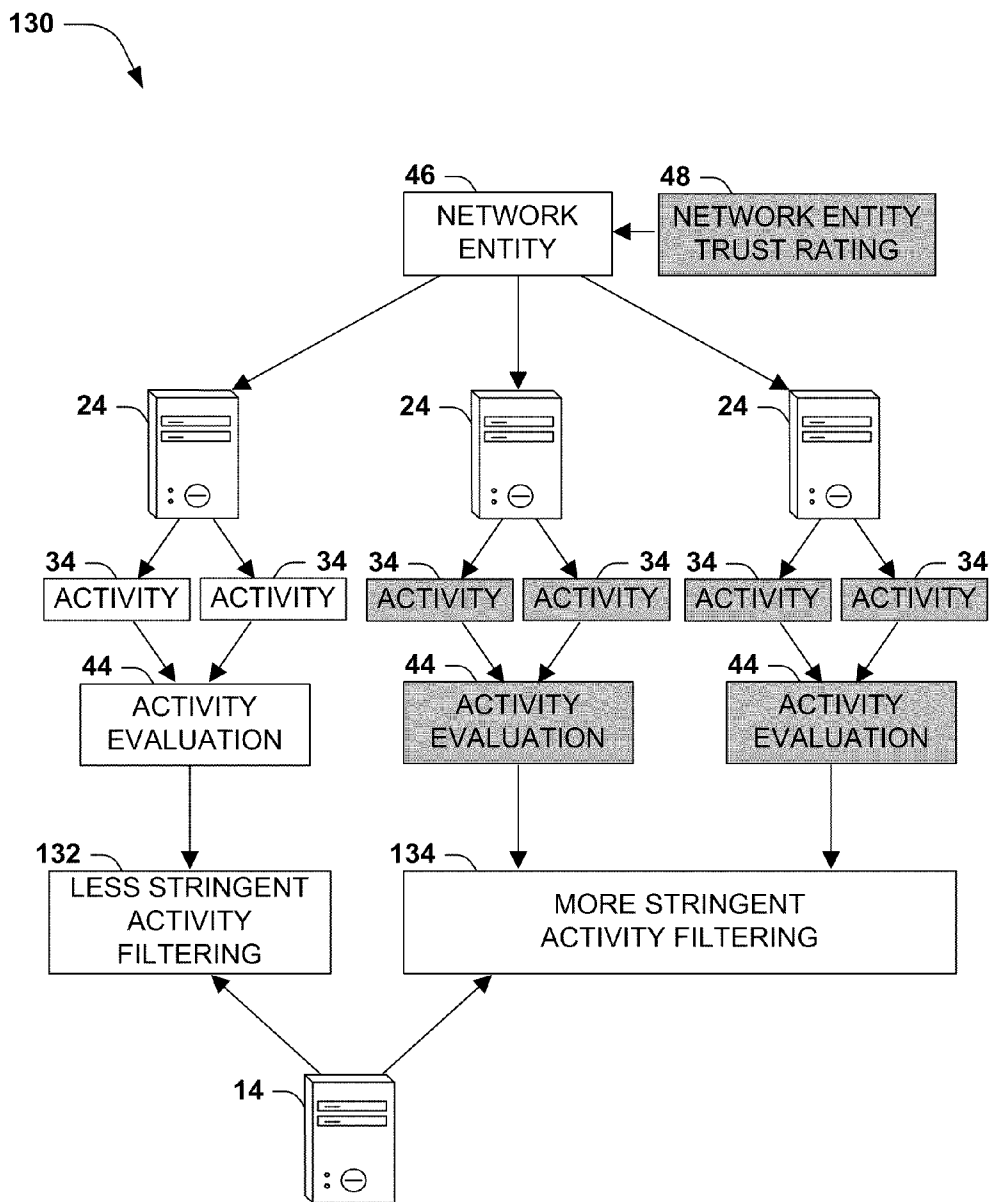 130
46
48
NETWORK
ENTITY
NETWORK ENTITY
TRUST RATING
24
24
24
34
34
34
34
34
34
ACTIVITY
ACTIVITY
ACTIVITY
ACTIVITY
ACTIVITY
ACTIVITY
44
44
44
ACTIVITY
EVALUATION
ACTIVITY
EVALUATION
ACTIVITY
EVALUATION
132
134
LESS STRINGENT
ACTIVITY
FILTERING
MORE STRINGENT
ACTIVITY FILTERING
14